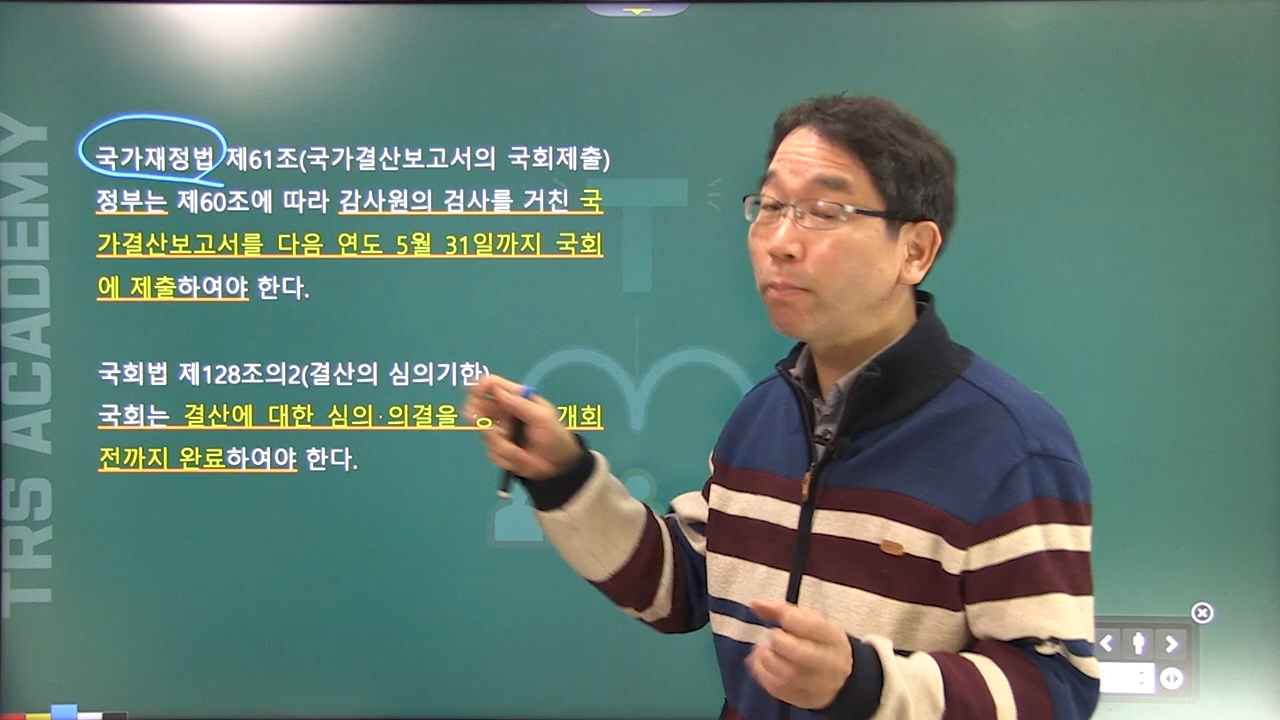 국가재정법 제61조(국가결산보고서의 국회제출)
정부는 제60조에 따라 감사원의 검사를 거친 국
가결산보고서를 다음 연도 5월 31일까지 국회
에 제출하여야 한다.
국회법 제128조의2(결산의 심의기한)
국회는 결산에 대한 심의·의결을 개회
전까지 완료하여야 한다.
TRS ACADEMY